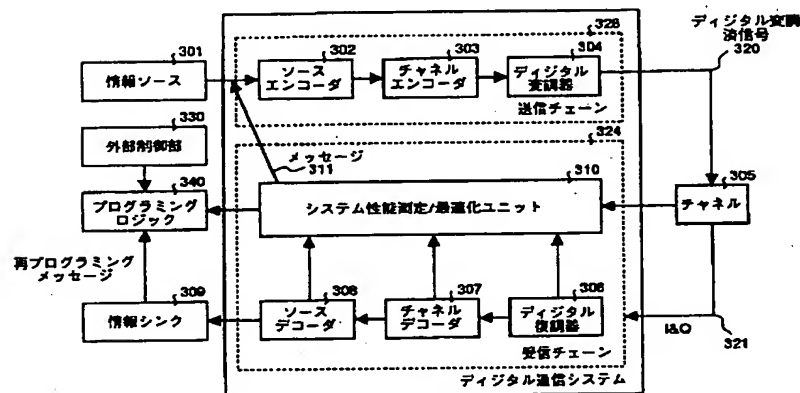 326
ディジタル変調
済信号
320
301
情報ソース
302
ソース
エンコーダ
303
チャネル
エンコーダ
304
ディジタル
変調器
送信チェーン
330
外部制御部
324
メッセージ
311
310
システム性能測定/最適化ユニット
340
プログラミング
ロジック
305
チャネル
再プログラミング
メッセージ
309
情報シンク
308
ソース
デコーダ
307
チャネル
デコーダ
306
ディジタル
復調器
I&Q
321
受信チェーン
ディジタル通信システム